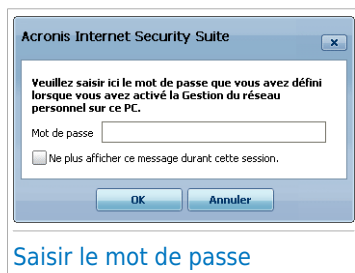 Acronis Internet Security Suite
Veuillez saisir ici le mot de passe que vous avez défini
lorsque vous avez activé la Gestion du réseau
personnel sur ce PC.
Mot de passe
Ne plus afficher ce message durant cette session.
OK Annuler
Saisir le mot de passe